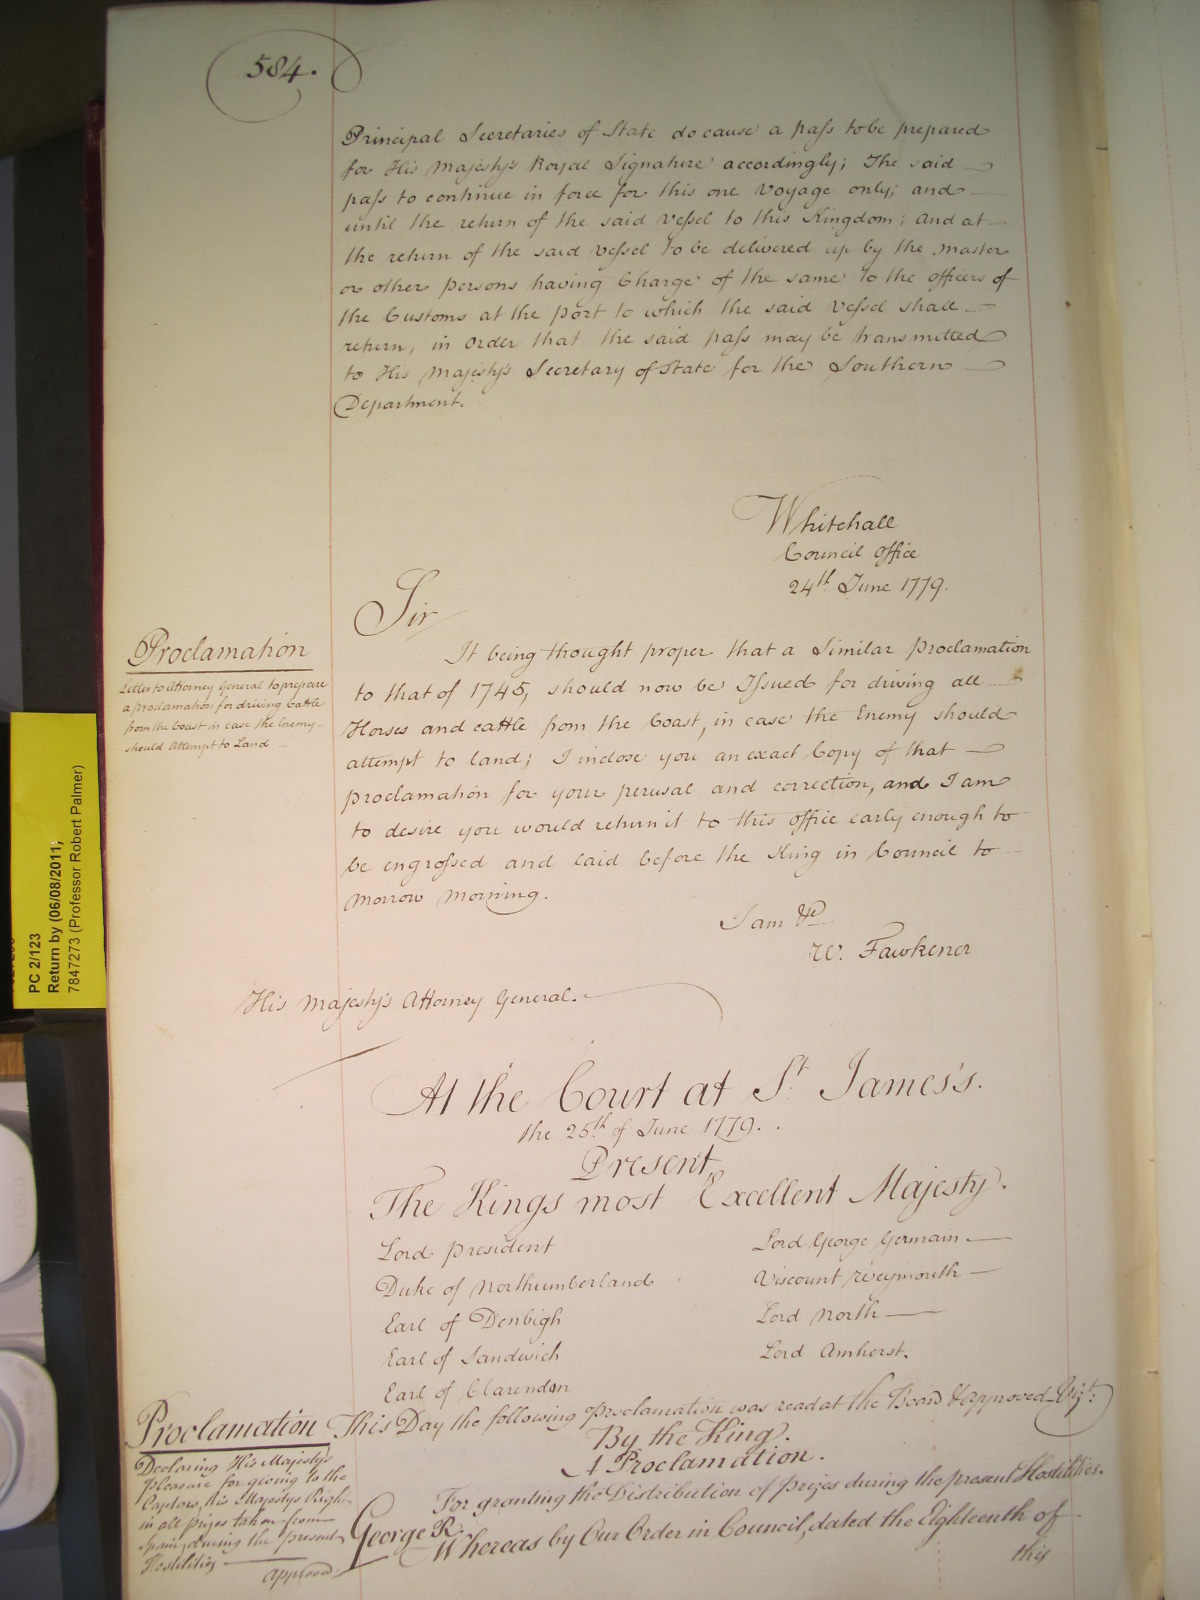 584.
Principal Secretaries of State do cause a pass to be prepared
for His Majesty's Royal Signature accordingly; The said
pass to continue in force for this one Voyage only; and
until the return of the said Vessel to this Kingdom; and at
the return of the said Vessel to be delivered up by the Master
or other persons having Charge of the same to the officers of
the Customs at the port to which the said Vessel shall
return, in order that the said pass may be transmitted
to His Majesty's Secretary of State for the Southern
Department.
Whitehall
Council Office
24th June 1779.
Sir
Proclamation
Letter to Attorney General to prepare
a proclamation for driving Cattle
from the Coast in case the Enemy
should Attempt to Land
It being thought proper that a Similar Proclamation
to that of 1745, should now be Issued for driving all
Horses and cattle from the Coast, in case the Enemy should
attempt to land; I inclose you an exact Copy of that
proclamation for your perusal and correction, and I am
to desire you would return it to this office early enough to
be engrossed and laid before the King in Council to
morrow morning.
I am &c
W. Fawkener
His Majesty's Attorney General.
PC 2/123
Return by (06/08/2011;
7847273 (Professor Robert Palmer)
At the Court at St James's.
the 25th of June 1779.
Present,
The Kings most Excellent Majesty.
Lord President
Duke of Northumberland
Earl of Denbigh
Earl of Sandwich
Earl of Clarendon
Lord George Germain
Viscount Weymouth
Lord North
Lord Amherst.
Proclamation
Declaring His Majesty's
Pleasure for giving to the
Captors, his Majestys Right
in all prizes taken from
Spain, during the present
Hostilities
approved.
This Day the following Proclamation was read at the Board & approved Vizt.
By the King.
A Proclamation.
For granting the Distribution of prizes during the present Hostilities.
George R.
Whereas by Our Order in Council, dated the Eighteenth of
this